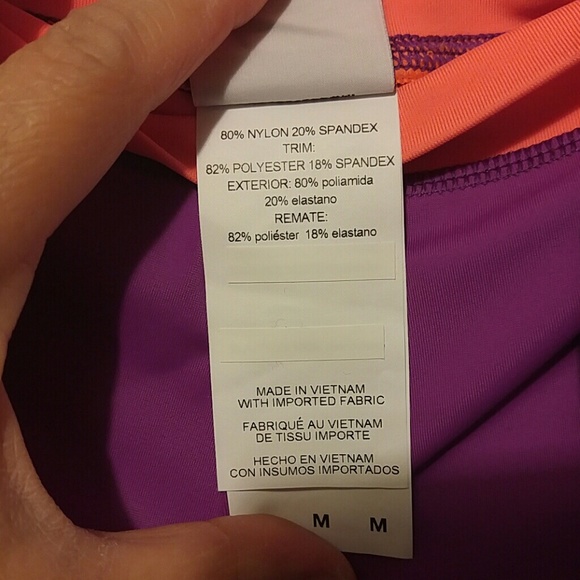 80% NYLON 20% SPANDEX
TRIM:
82% POLYESTER 18% SPANDEX
EXTERIOR: 80% poliamida
20% elastano
REMATE:
82% poliéster 18% elastano
MADE IN VIETNAM
WITH IMPORTED FABRIC
FABRIQUÉ AU VIETNAM
DE TISSU IMPORTE
HECHO EN VIETNAM
CON INSUMOS IMPORTADOS
M M